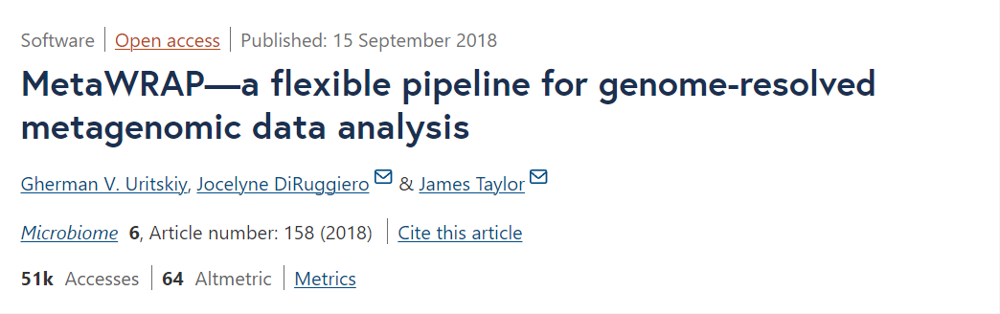 Software Open access Published: 15 September 2018
MetaWRAP—a flexible pipeline for genome-resolved
metagenomic data analysis
Gherman V. Uritskiy, Jocelyne DiRuggiero & James Taylor
Microbiome 6, Article number: 158 (2018) Cite this article
51k Accesses 64 Altmetric Metrics